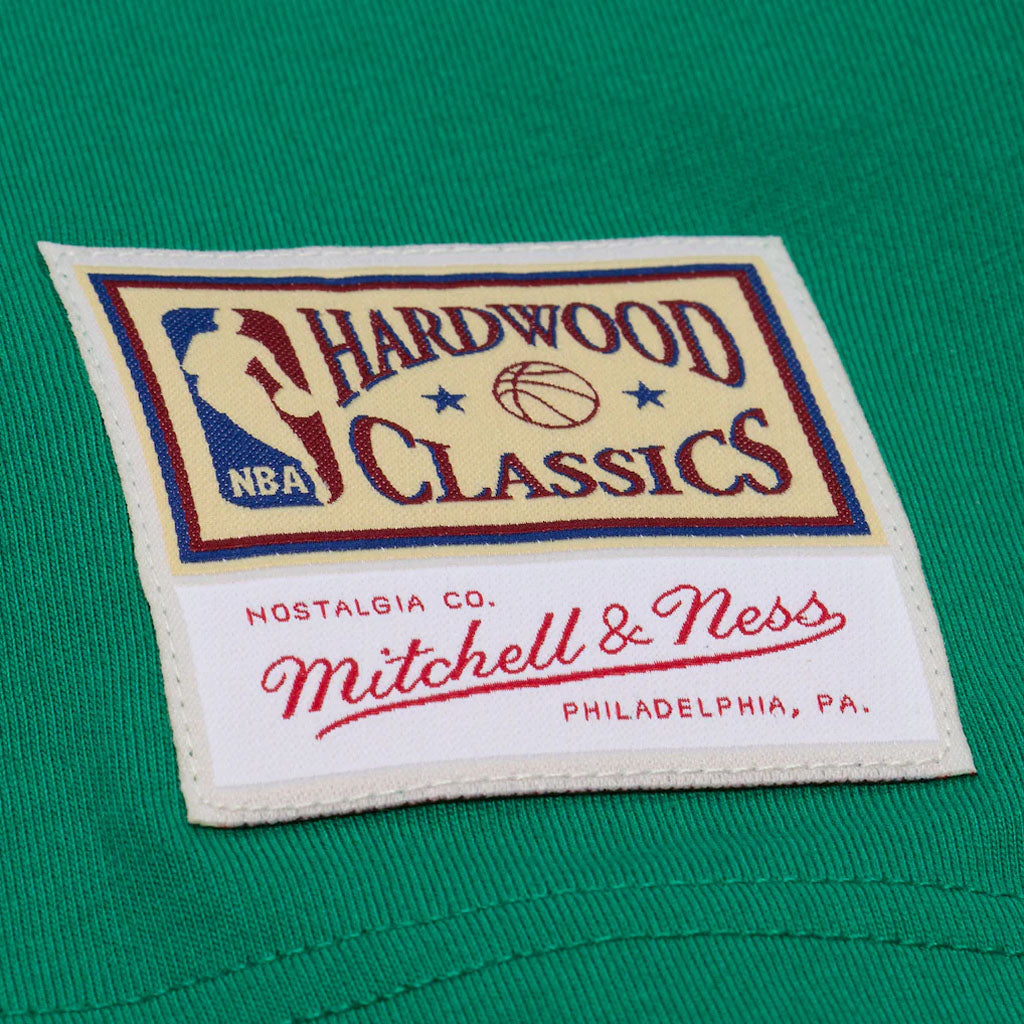 NBA
HARDWOOD
CLASSICS
NOSTALGIA CO.
Mitchell & Ness
PHILADELPHIA, PA.